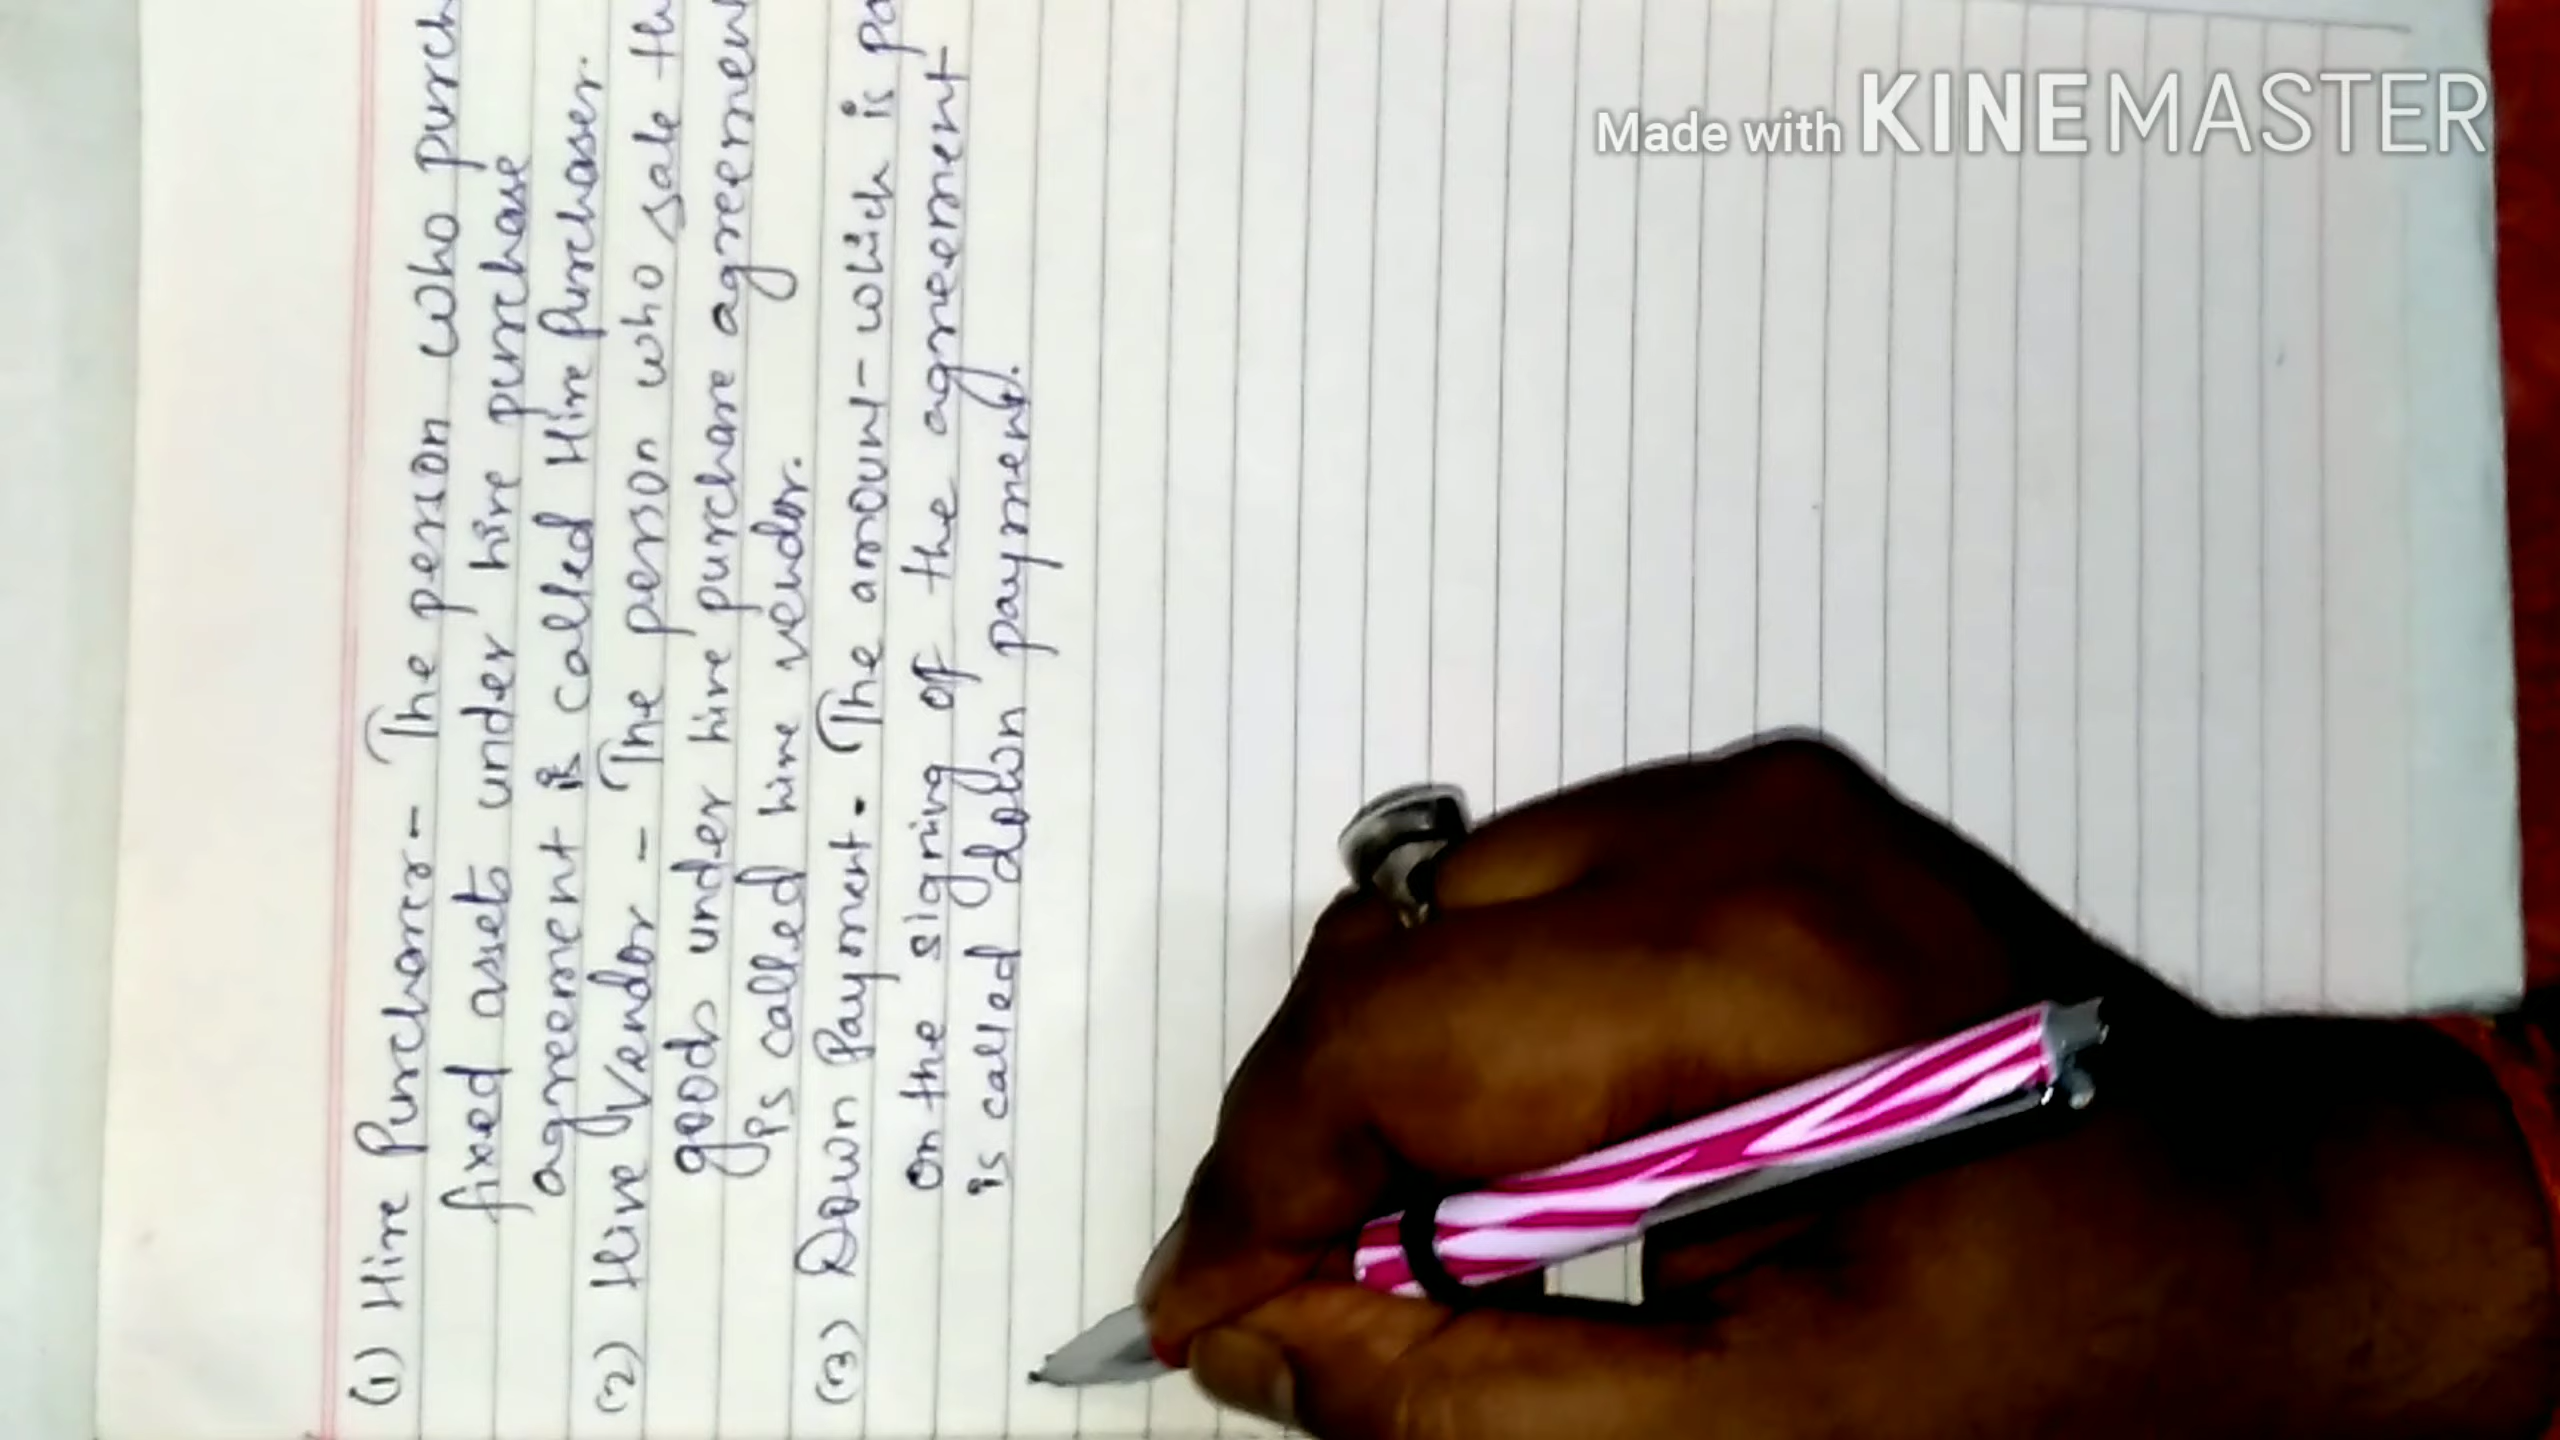 (1) Hire Purchaser- The person who purch
fixed assets under hire purchase
agreement is called Hire Purchaser.
(2) Hire Vendor - The person who sale th
goods under hire purchase agreemen
is called hire vendor.
(3) Down Payment- The amount- which is pa
on the signing of the agreement
is called down payment.
Made with KINEMASTER